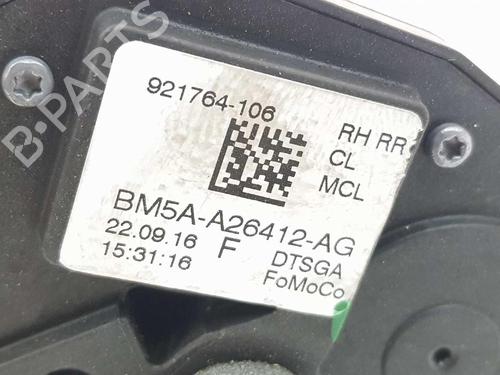 921764-106
RH RR
CL
MCL
BM5A-A26412-AG
22.09.16 F DTSGA
15:31:16 FoMoCo
B-PARTS